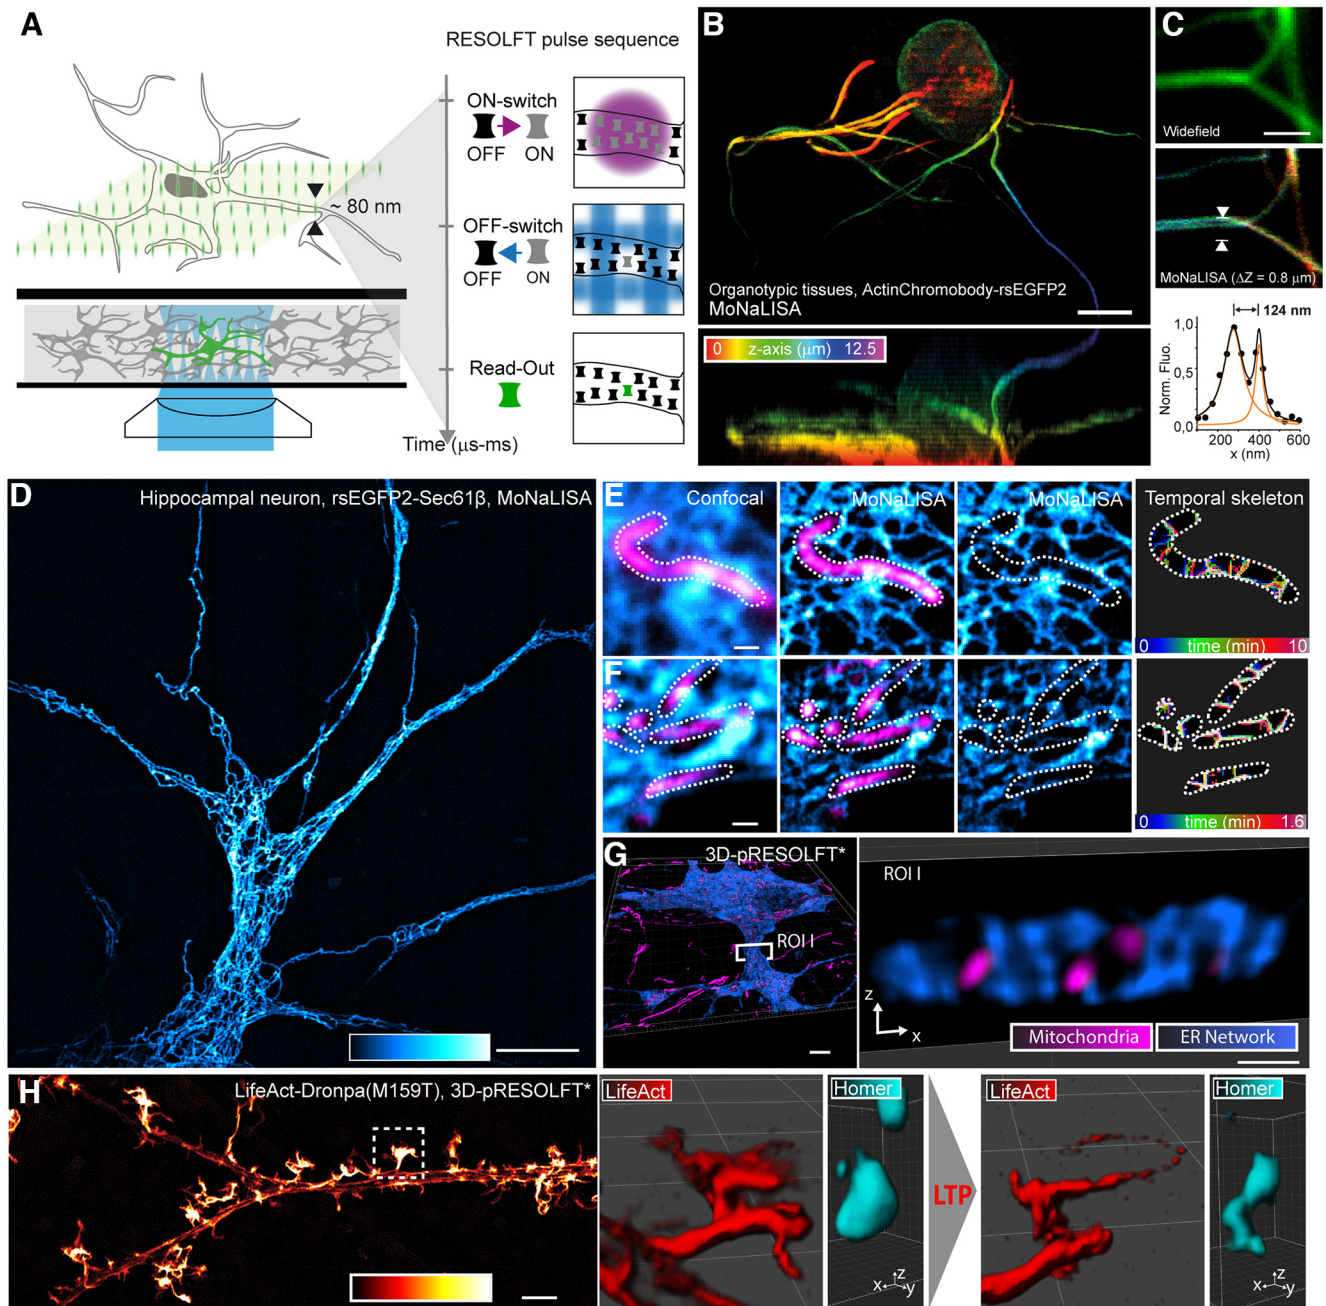 A
RESOLFT pulse sequence
ON-switch
OFF ON
~ 80 nm
OFF-switch
OFF ON
Read-Out
Time (μs-ms)
B
Organotypic tissues, ActinChromobody-rsEGFP2
MoNaLISA
0 z-axis (μm) 12.5
C
Widefield
MoNaLISA (ΔZ = 0.8 μm)
124 nm
Norm. Fluo.
1,0
0,5
0,0
200 400 600
x (nm)
D
Hippocampal neuron, rsEGFP2-Sec61β, MoNaLISA
E
Confocal
MoNaLISA
MoNaLISA
Temporal skeleton
0 time (min) 10
F
0 time (min) 1.6
G
3D-pRESOLFT*
ROI I
ROI I
z
x
Mitochondria
ER Network
H
LifeAct-Dronpa(M159T), 3D-pRESOLFT*
LifeAct
Homer
x z y
LTP
LifeAct
Homer
x z y